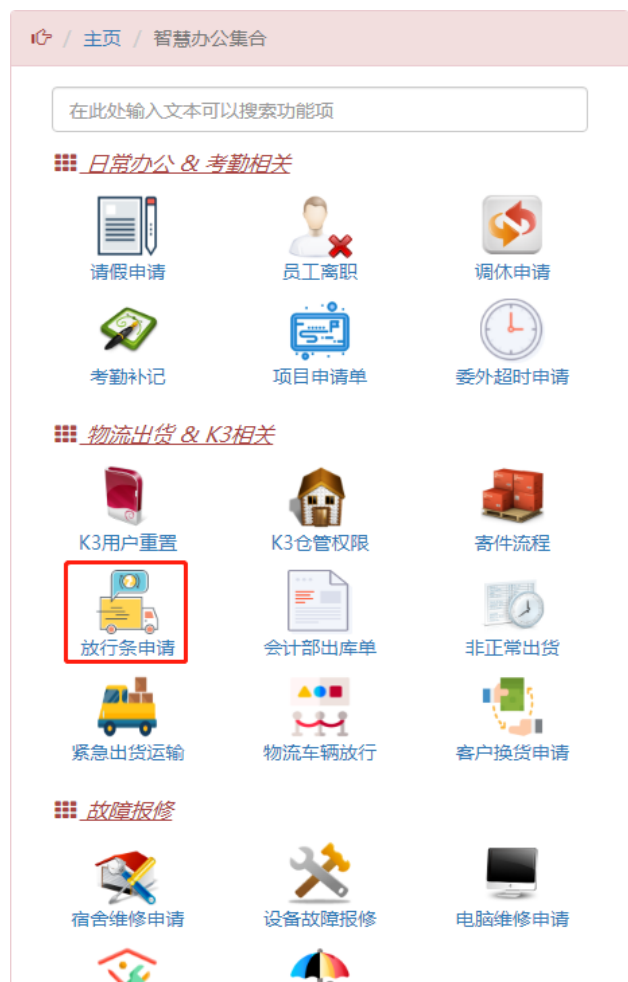 / 主页 / 智慧办公集合
在此处输入文本可以搜索功能项
日常办公 & 考勤相关
请假申请 员工离职 调休申请
考勤补记 项目申请单 委外超时申请
物流出货 & K3相关
K3用户重置 K3仓管权限 寄件流程
放行条申请 会计部出库单 非正常出货
紧急出货运输 物流车辆放行 客户换货申请
故障报修
宿舍维修申请 设备故障报修 电脑维修申请